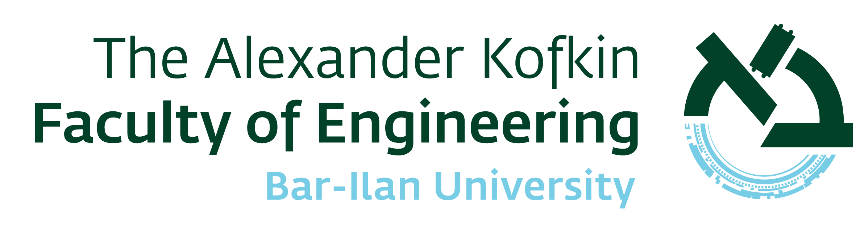 The Alexander Kofkin
Faculty of Engineering
Bar-Ilan University